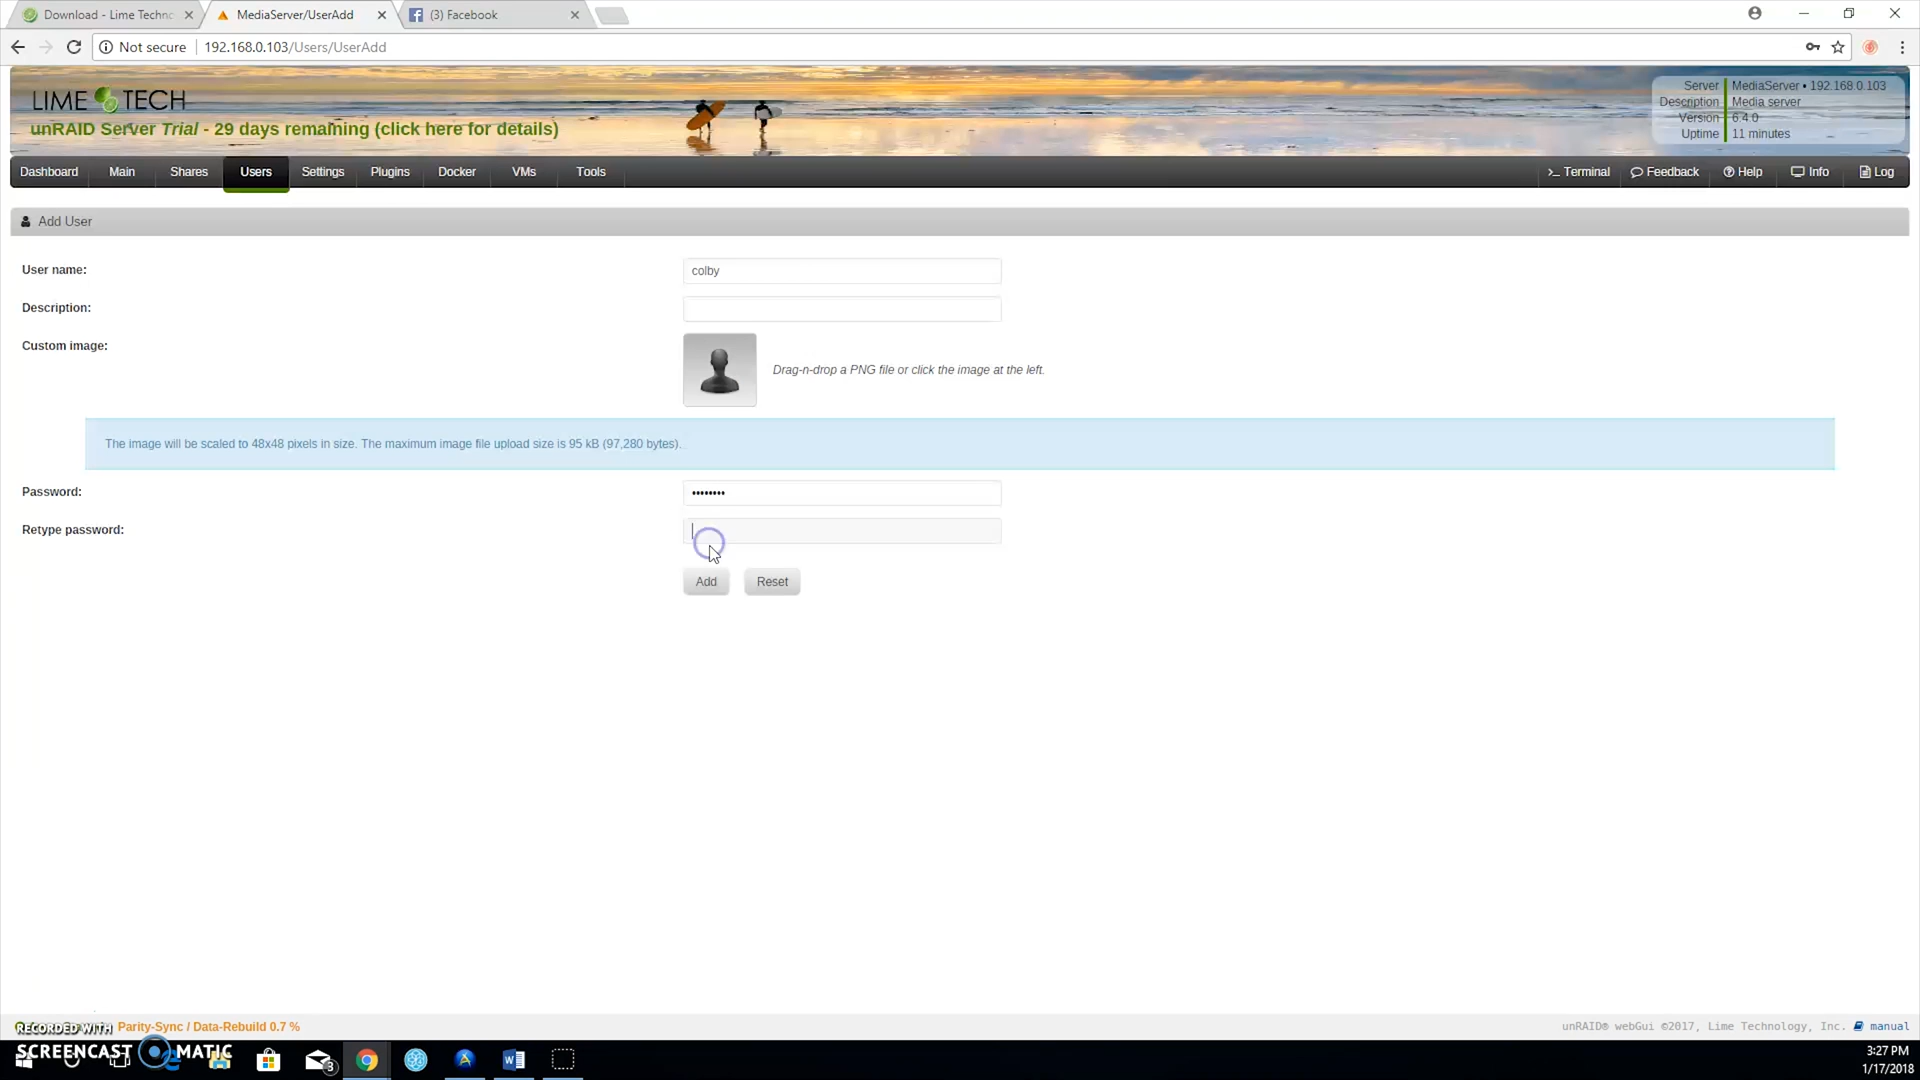 Download - Lime Techno
MediaServer/UserAdd
(3) Facebook
Not secure
192.168.0.103/Users/UserAdd
LIME TECH
unRAID Server Trial - 29 days remaining (click here for details)
Server MediaServer • 192.168.0.103
Description Media server
Version 6.4.0
Uptime 11 minutes
Dashboard Main Shares Users Settings Plugins Docker VMs Tools
Terminal Feedback Help Info Log
Add User
User name: colby
Description:
Custom image:
Drag-n-drop a PNG file or click the image at the left.
The image will be scaled to 48x48 pixels in size. The maximum image file upload size is 95 kB (97,280 bytes).
Password: ••••••••
Retype password:
Add Reset
Parity-Sync / Data-Rebuild 0.7 %
unRAID® webGui ©2017, Lime Technology, Inc. manual
RECORDED WITH
SCREENCAST MATIC
3
3:27 PM
1/17/2018